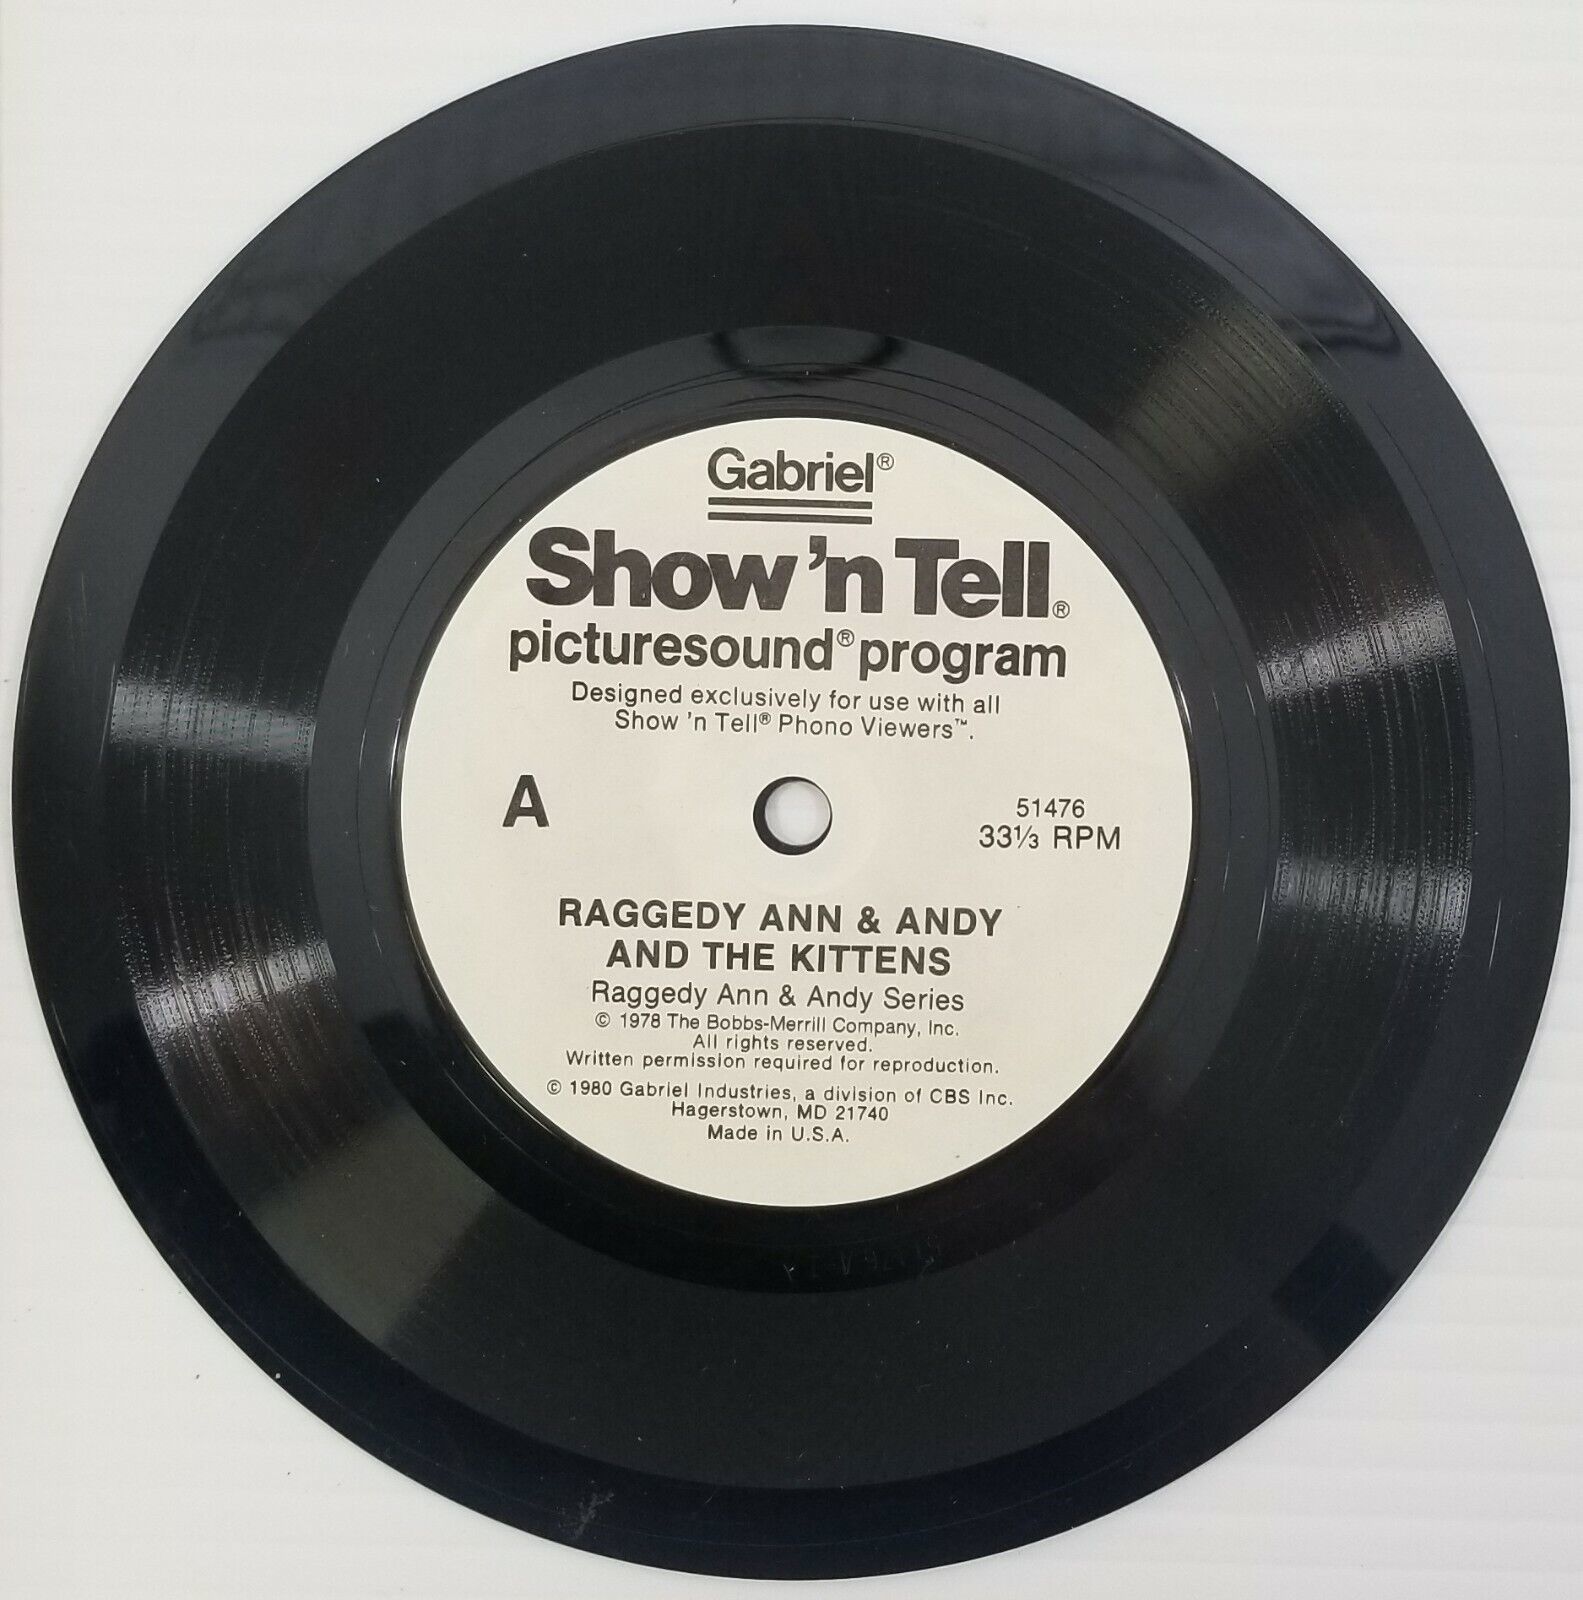 Gabriel®
Show 'n Tell®
picturesound® program
Designed exclusively for use with all
Show 'n Tell® Phono Viewers™.
A
51476
33⅓ RPM
RAGGEDY ANN & ANDY
AND THE KITTENS
Raggedy Ann & Andy Series
© 1978 The Bobbs-Merrill Company, Inc.
All rights reserved.
Written permission required for reproduction.
© 1980 Gabriel Industries, a division of CBS Inc.
Hagerstown, MD 21740
Made in U.S.A.